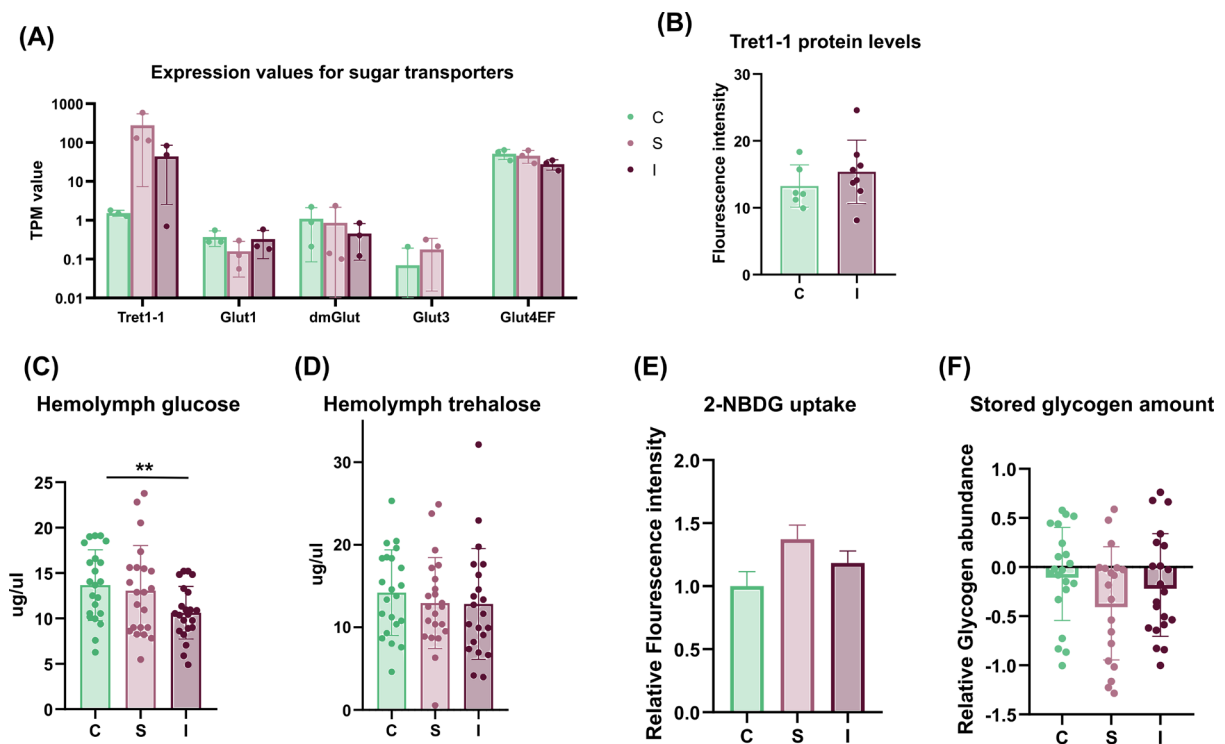 (A)
Expression values for sugar transporters
TPM value
1000
100
10
1
0.1
0.01
Tret1-1 Glut1 dmGlut Glut3 Glut4EF
C
S
I
(B)
Tret1-1 protein levels
Flourescence intensity
30
20
10
0
C I
(C)
Hemolymph glucose
**
ug/ul
25
20
15
10
5
0
C S I
(D)
Hemolymph trehalose
ug/ul
30
20
10
0
C S I
(E)
2-NBDG uptake
Relative Flourescence intensity
2.0
1.5
1.0
0.5
0.0
C S I
(F)
Stored glycogen amount
Relative Glycogen abundance
1.0
0.5
0.0
-0.5
-1.0
-1.5
C S I